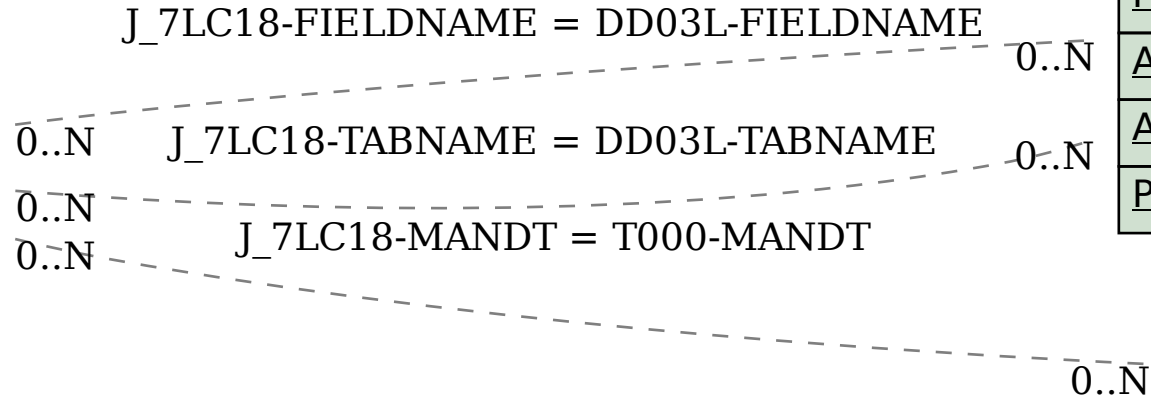 J_7LC18-FIELDNAME = DD03L-FIELDNAME
0..N
0..N
J_7LC18-TABNAME = DD03L-TABNAME
0..N
0..N
J_7LC18-MANDT = T000-MANDT
0..N
0..N